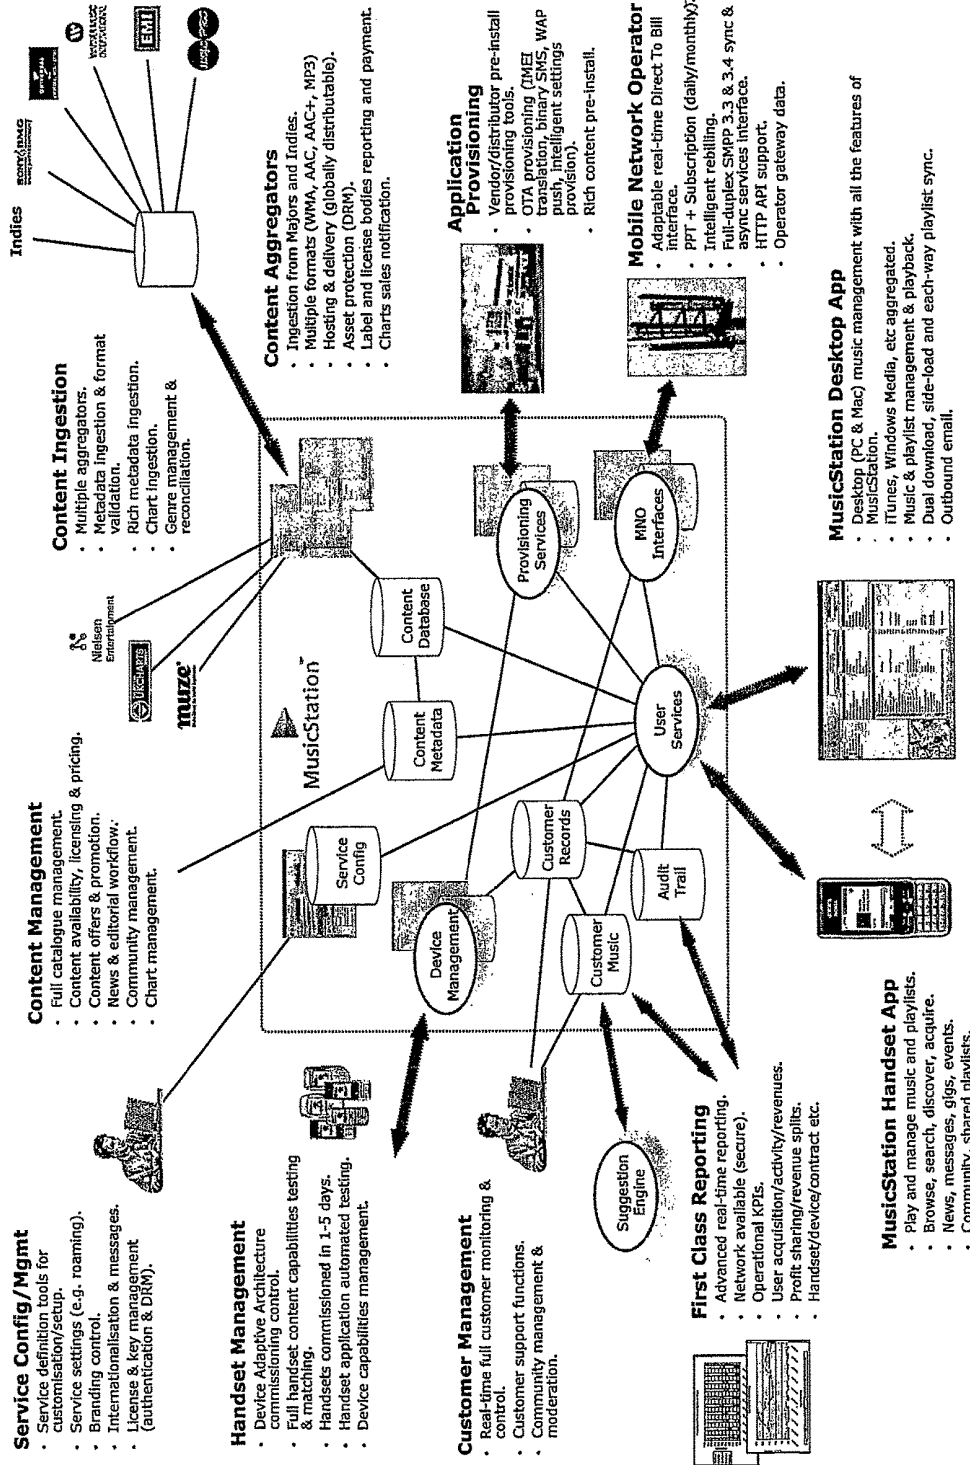 Service Config/Mgmt
· Service definition tools for
customisation/setup.
· Service settings (e.g. roaming).
· Branding control.
· Internationalisation & messages.
· License & key management
(authentication & DRM).
Content Management
· Full catalogue management.
· Content availability, licensing & pricing.
· Content offers & promotion.
· News & editorial workflow.
· Community management.
· Chart management.
Nielsen
Entertainment
muze
Content Ingestion
· Multiple aggregators.
· Metadata ingestion & format
validation.
· Rich metadata ingestion.
· Chart ingestion.
· Genre management &
reconciliation.
Indies
SONY BMG
EMI
Handset Management
· Device Adaptive Architecture
commissioning control.
· Full handset content capabilities testing
& matching.
· Handsets commissioned in 1-5 days.
· Handset application automated testing.
· Device capabilities management.
MusicStation™
Service
Config
Content
Metadata
Content
Database
Device
Management
Customer
Records
Customer
Music
Audit
Trail
User
Services
Provisioning
Services
MNO
Interfaces
Content Aggregators
· Ingestion from Majors and Indies.
· Multiple formats (WMA, AAC, AAC+, MP3)
· Hosting & delivery (globally distributable).
· Asset protection (DRM).
· Label and license bodies reporting and payment.
· Charts sales notification.
Customer Management
· Real-time full customer monitoring &
control.
· Customer support functions.
· Community management &
moderation.
Suggestion
Engine
Application
Provisioning
· Vendor/distributor pre-install
provisioning tools.
· OTA provisioning (IMEI
translation, binary SMS, WAP
push, intelligent settings
provision).
· Rich content pre-install.
First Class Reporting
· Advanced real-time reporting.
· Network available (secure).
· Operational KPIs.
· User acquisition/activity/revenues.
· Profit sharing/revenue splits.
· Handset/device/contract etc.
Mobile Network Operator
· Adaptable real-time Direct To Bill
interface.
· PPT + Subscription (daily/monthly).
· Intelligent rebilling.
· Full-duplex SMPP 3.3 & 3.4 sync &
async services interface.
· HTTP API support.
· Operator gateway data.
MusicStation Handset App
· Play and manage music and playlists.
· Browse, search, discover, acquire.
· News, messages, gigs, events.
· Community, shared playlists.
MusicStation Desktop App
· Desktop (PC & Mac) music management with all the features of
MusicStation.
· iTunes, Windows Media, etc aggregated.
· Music & playlist management & playback.
· Dual download, side-load and each-way playlist sync.
· Outbound email.